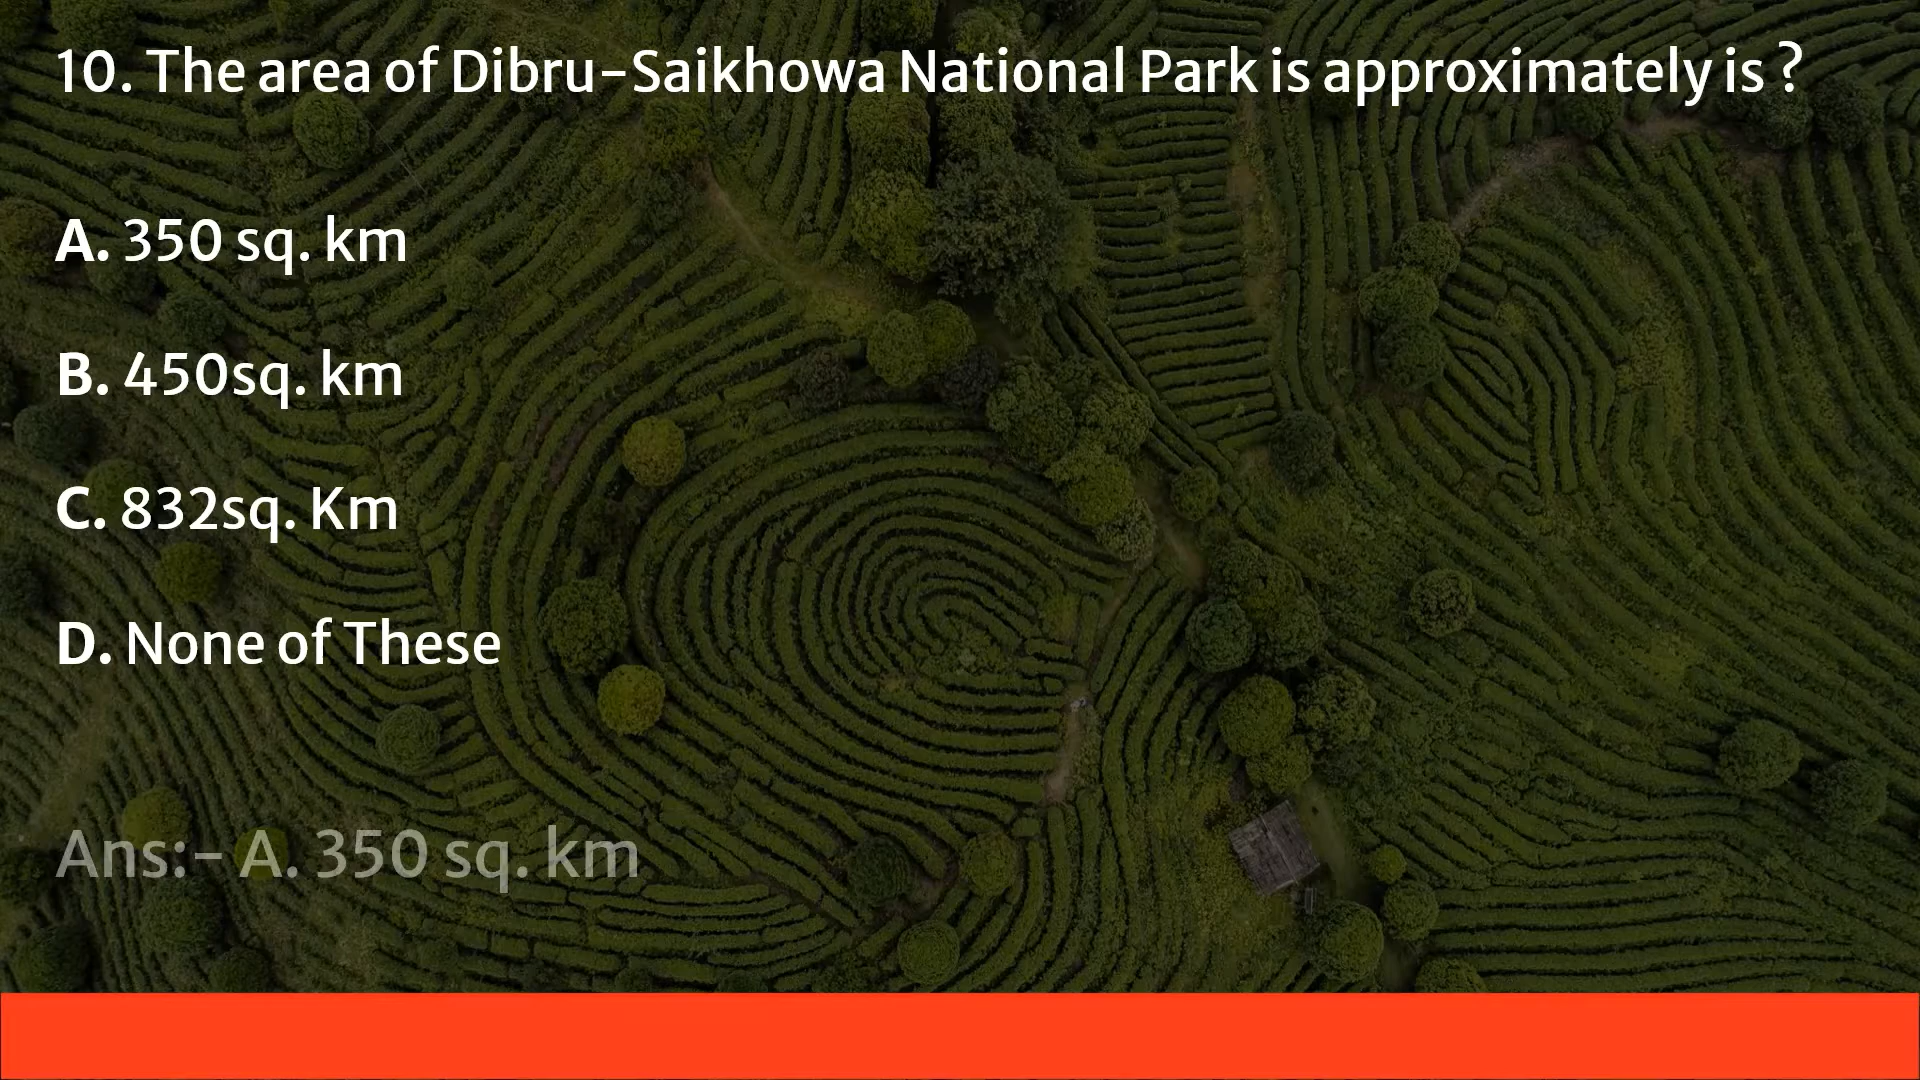 10. The area of Dibru-Saikhowa National Park is approximately is ?
A. 350 sq. km
B. 450sq. km
C. 832sq. Km
D. None of These
Ans:- A. 350 sq. km